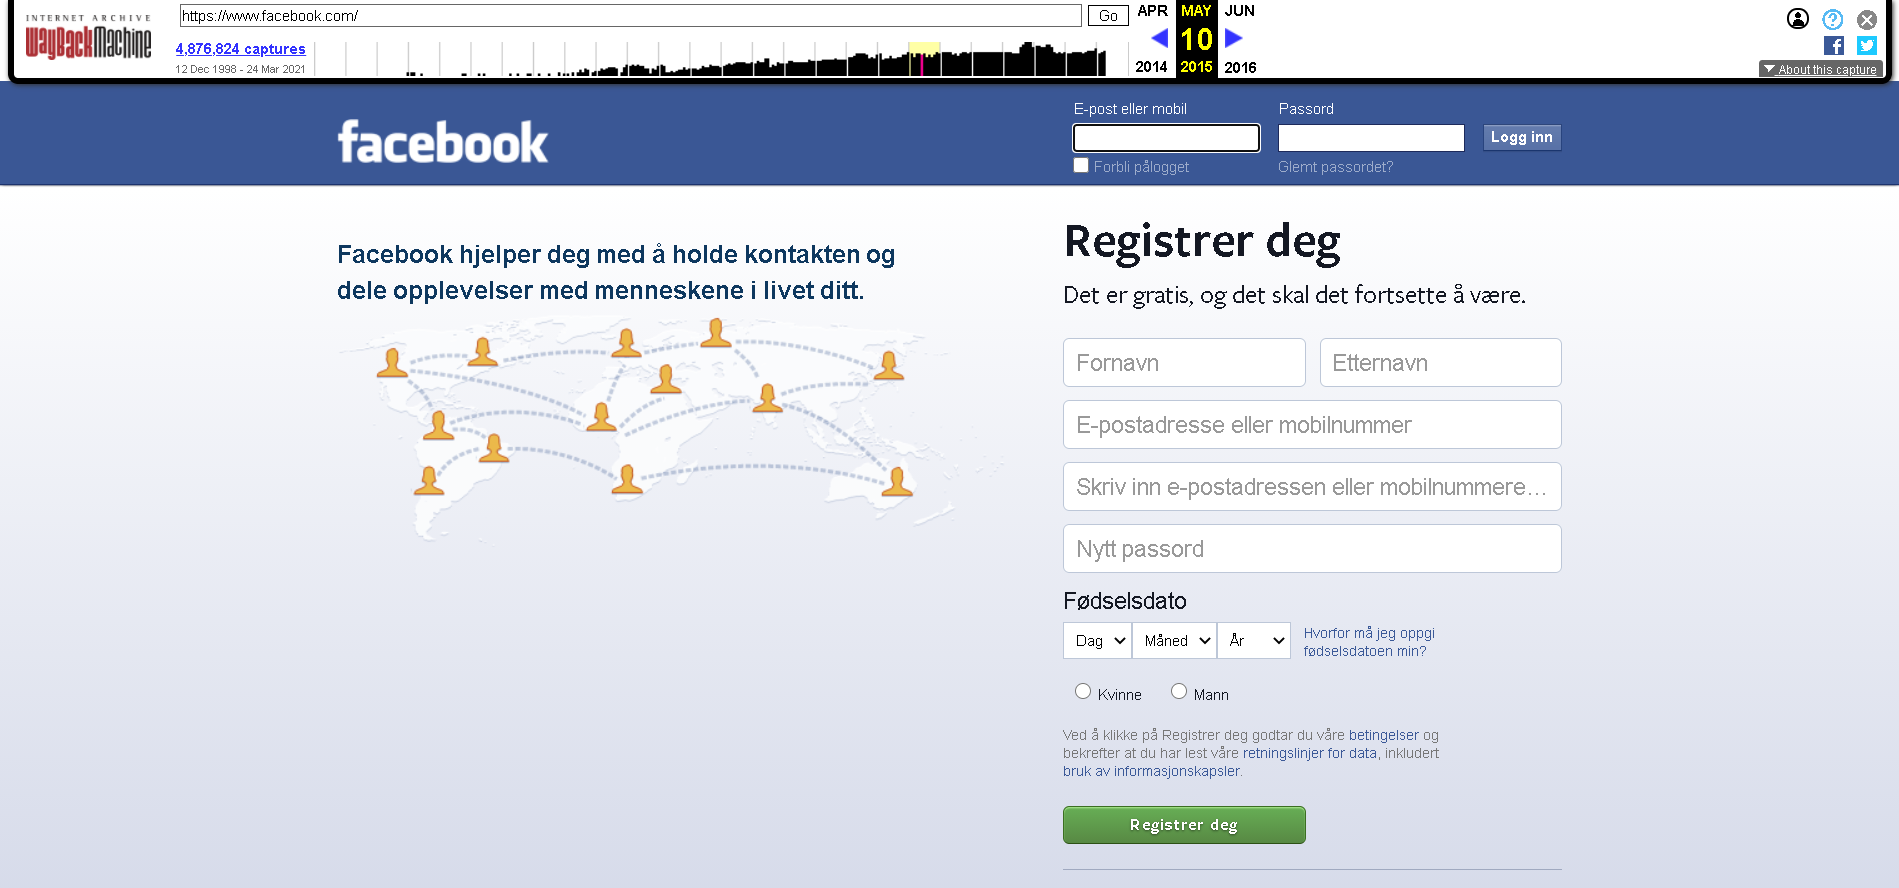 INTERNET ARCHIVE
WayBackMachine
https://www.facebook.com/
Go
4,876,824 captures
12 Dec 1998 - 24 Mar 2021
APR MAY JUN
10
2014 2015 2016
About this capture
facebook
E-post eller mobil
Passord
Logg inn
Forbli pålogget
Glemt passordet?
Facebook hjelper deg med å holde kontakten og
dele opplevelser med menneskene i livet ditt.
Registrer deg
Det er gratis, og det skal det fortsette å være.
Fornavn
Etternavn
E-postadresse eller mobilnummer
Skriv inn e-postadressen eller mobilnummere...
Nytt passord
Fødselsdato
Dag
Måned
År
Hvorfor må jeg oppgi
fødselsdatoen min?
Kvinne
Mann
Ved å klikke på Registrer deg godtar du våre betingelser og
bekrefter at du har lest våre retningslinjer for data, inkludert
bruk av informasjonskapsler.
Registrer deg